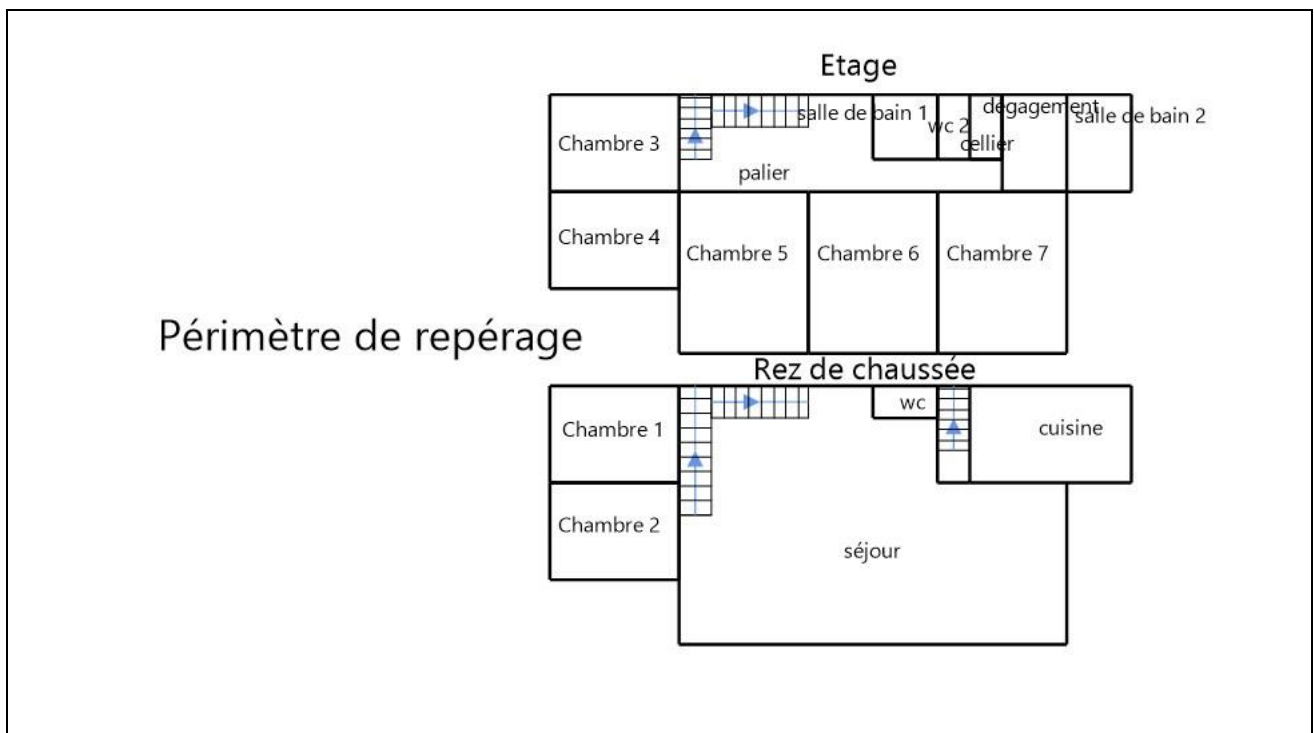 Etage
salle de bain 1
dégagement
salle de bain 2
wc 2
Chambre 3
cellier
palier
Chambre 4
Chambre 5
Chambre 6
Chambre 7
Périmètre de repérage
Rez de chaussée
wc
Chambre 1
cuisine
Chambre 2
séjour